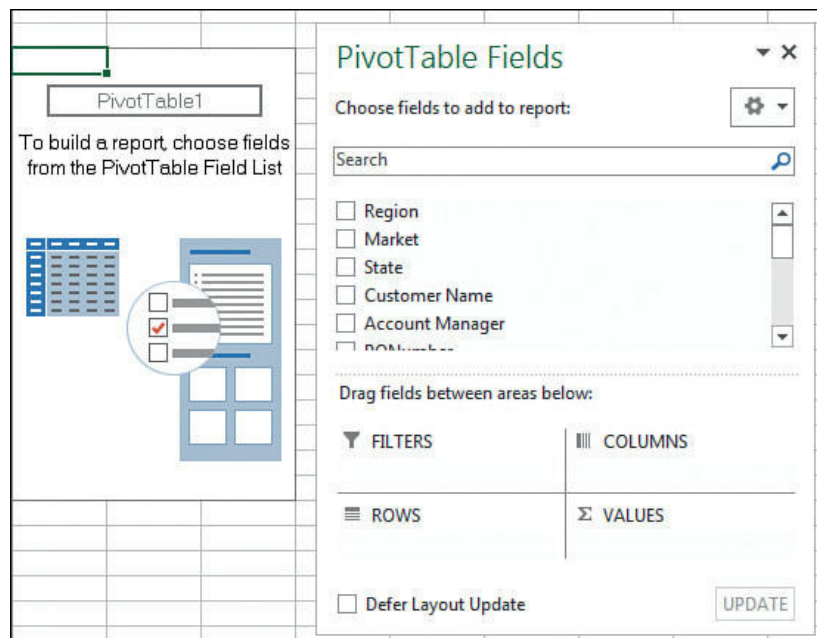 PivotTable1
To build a report, choose fields
from the PivotTable Field List
PivotTable Fields
Choose fields to add to report:
Search
Region
Market
State
Customer Name
Account Manager
PONumber
Drag fields between areas below:
FILTERS
COLUMNS
ROWS
Σ VALUES
Defer Layout Update
UPDATE